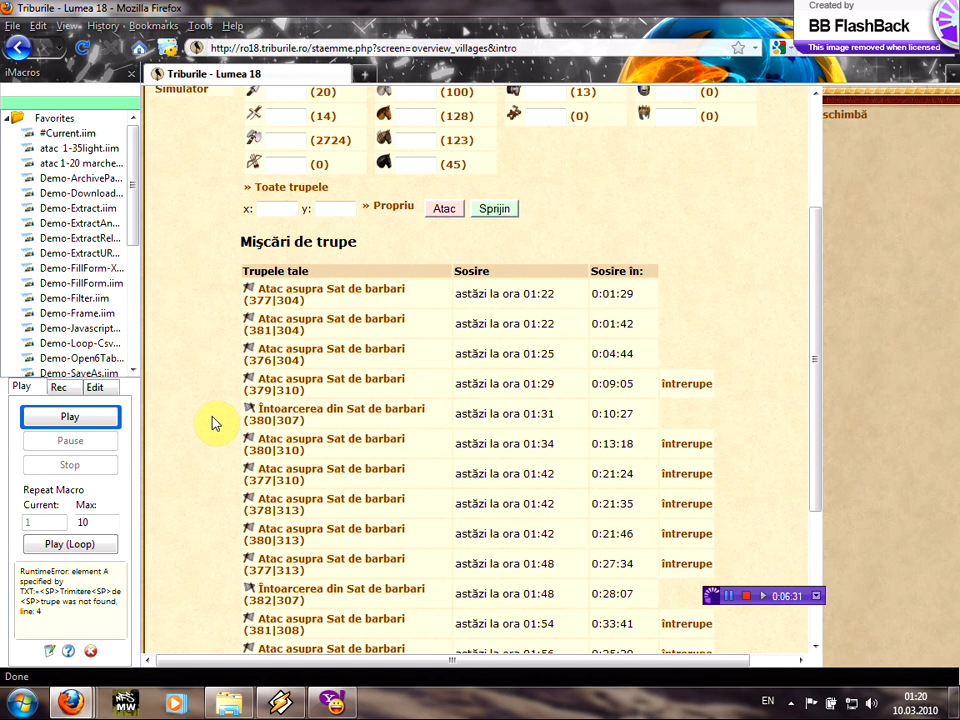 Triburile - Lumea 18 - Mozilla Firefox
Created by
BB FlashBack
This image removed when licensed
File Edit View History Bookmarks Tools Help
http://ro18.triburile.ro/staemme.php?screen=overview_villages&intro
iMacros
Triburile - Lumea 18
Favorites
#Current.iim
atac 1-35light.iim
atac 1-20 marche...
Demo-ArchivePa...
Demo-Download...
Demo-Extract.iim
Demo-ExtractAn...
Demo-ExtractRel...
Demo-ExtractUR...
Demo-FillForm-X...
Demo-FillForm.iim
Demo-Filter.iim
Demo-Frame.iim
Demo-Javascript...
Demo-Loop-Csv...
Demo-Open6Tab...
Demo-SaveAs.iim
Play Rec Edit
Play
Pause
Stop
Repeat Macro
Current: Max:
1 10
Play (Loop)
RuntimeError: element A
specified by
TXT:=<SP>Trimitere<SP>de
<SP>trupe was not found,
line: 4
Simulator
schimbă
(20) (100) (13) (0)
(14) (128) (0) (0)
(2724) (123)
(0) (45)
» Toate trupele
x: y: » Propriu Atac Sprijin
Mişcări de trupe
Trupele tale Sosire Sosire în:
Atac asupra Sat de barbari
(377|304) astăzi la ora 01:22 0:01:29
Atac asupra Sat de barbari
(381|304) astăzi la ora 01:22 0:01:42
Atac asupra Sat de barbari
(376|304) astăzi la ora 01:25 0:04:44
Atac asupra Sat de barbari
(379|310) astăzi la ora 01:29 0:09:05 întrerupe
Întoarcerea din Sat de barbari
(380|307) astăzi la ora 01:31 0:10:27
Atac asupra Sat de barbari
(380|310) astăzi la ora 01:34 0:13:18 întrerupe
Atac asupra Sat de barbari
(377|310) astăzi la ora 01:42 0:21:24 întrerupe
Atac asupra Sat de barbari
(378|313) astăzi la ora 01:42 0:21:35 întrerupe
Atac asupra Sat de barbari
(380|313) astăzi la ora 01:42 0:21:46 întrerupe
Atac asupra Sat de barbari
(377|313) astăzi la ora 01:48 0:27:34 întrerupe
Întoarcerea din Sat de barbari
(382|307) astăzi la ora 01:48 0:28:07
Atac asupra Sat de barbari
(381|308) astăzi la ora 01:54 0:33:41 întrerupe
Atac asupra Sat de barbari
0:06:31
Done
NFS
MW
EN
01:20
10.03.2010